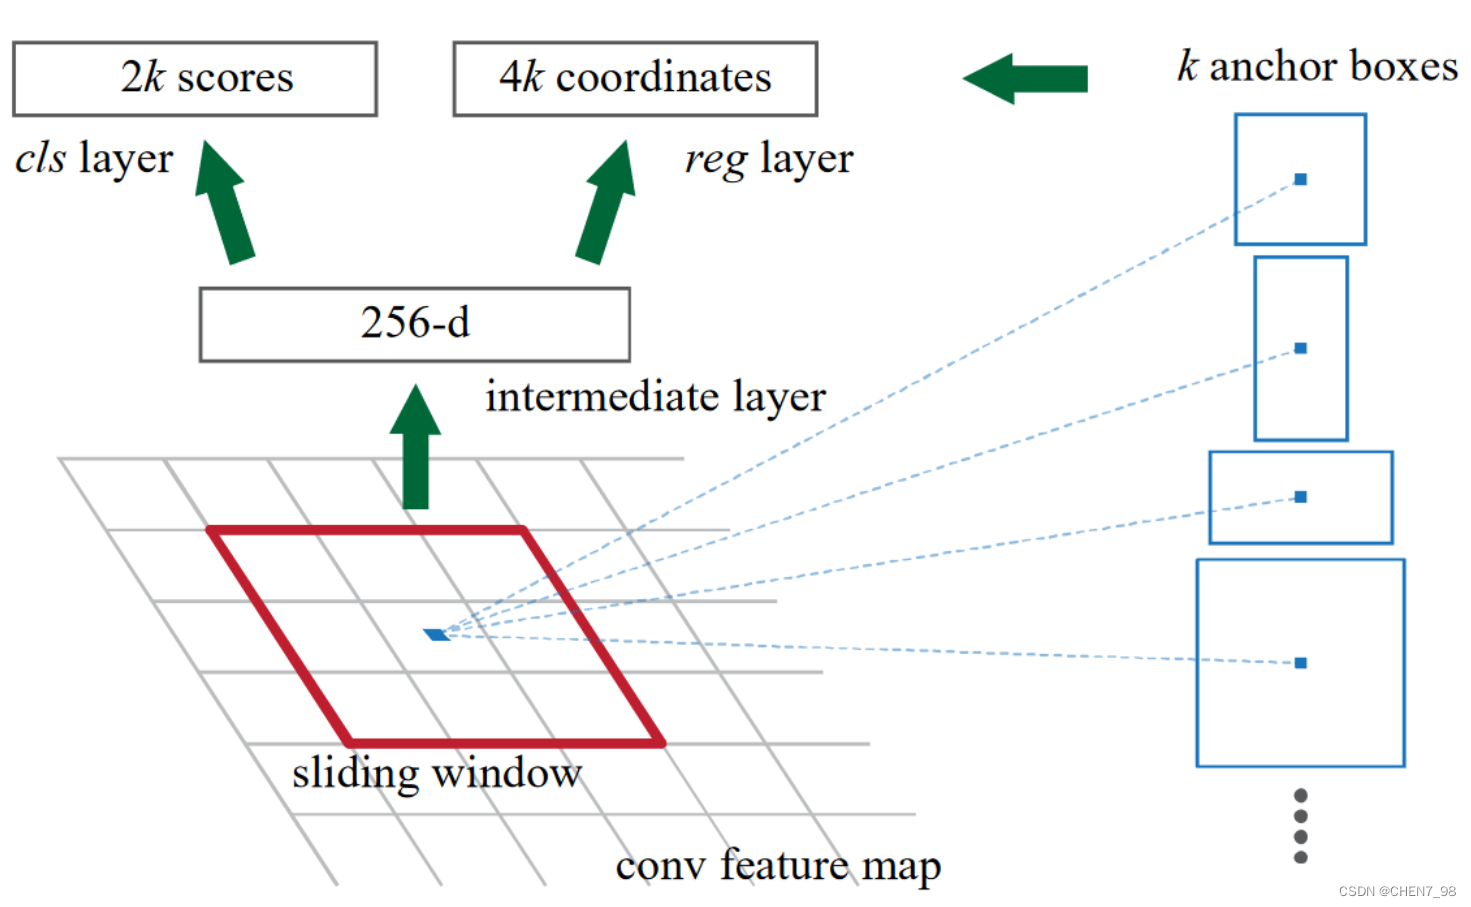 2k scores
4k coordinates
k anchor boxes
cls layer
reg layer
256-d
intermediate layer
sliding window
conv feature map
CSDN @CHEN7_98